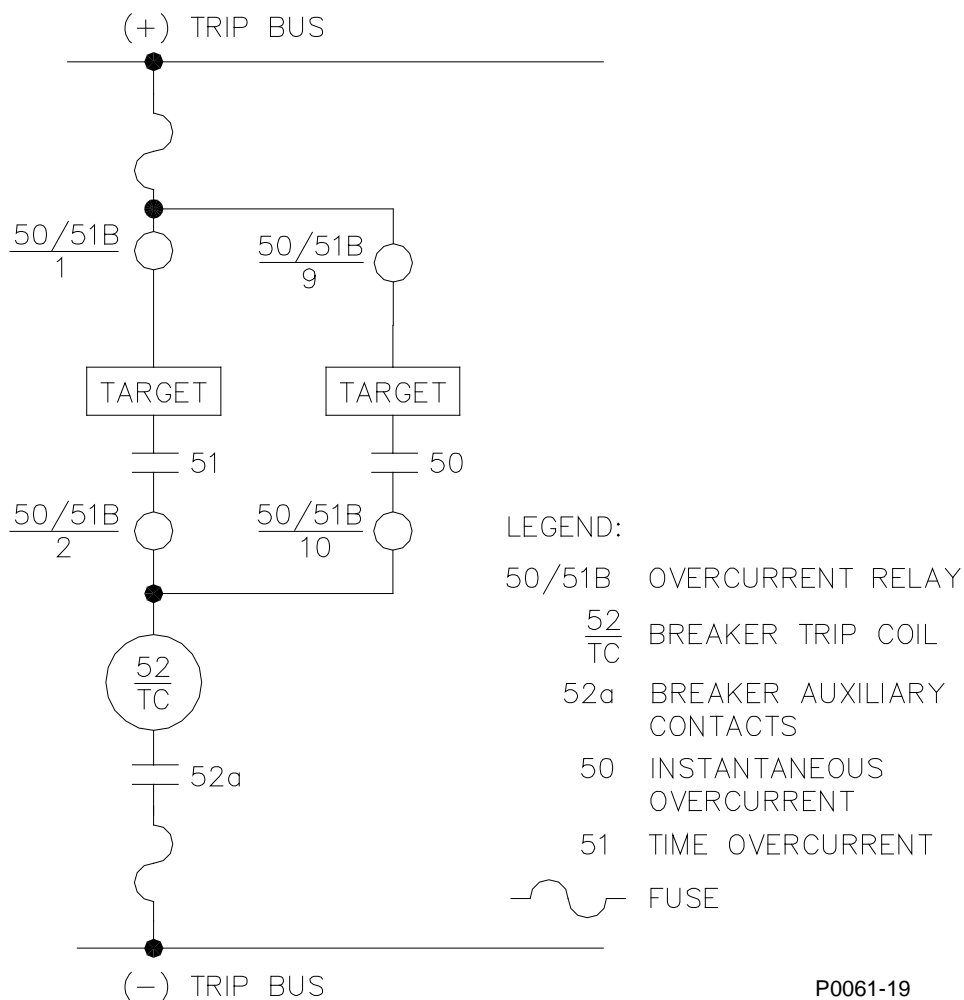 (+) TRIP BUS
50/51B
1
50/51B
9
TARGET
TARGET
51
50
50/51B
2
50/51B
10
52
TC
52a
(−) TRIP BUS
LEGEND:
50/51B OVERCURRENT RELAY
52
TC
BREAKER TRIP COIL
52a BREAKER AUXILIARY
CONTACTS
50 INSTANTANEOUS
OVERCURRENT
51 TIME OVERCURRENT
FUSE
P0061-19